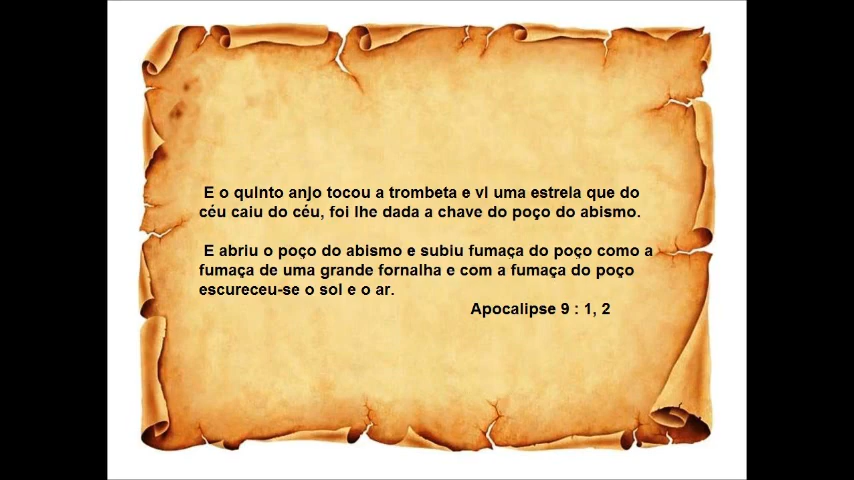 E o quinto anjo tocou a trombeta e vi uma estrela que do
céu caiu do céu, foi lhe dada a chave do poço do abismo.
E abriu o poço do abismo e subiu fumaça do poço como a
fumaça de uma grande fornalha e com a fumaça do poço
escureceu-se o sol e o ar.
Apocalipse 9 : 1, 2